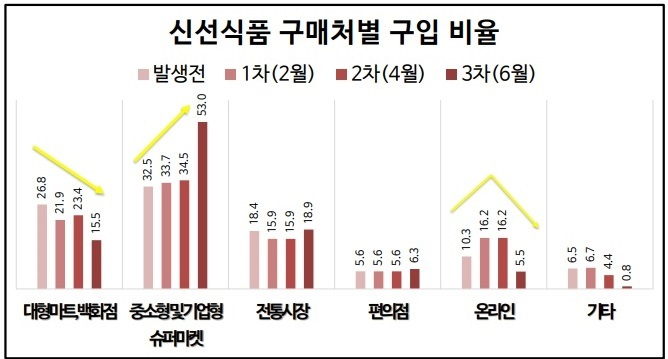 신선식품 구매처별 구입 비율
발생전 1차(2월) 2차(4월) 3차(6월)
26.8 21.9 23.4 15.5
32.5 33.7 34.5 53.0
18.4 15.9 15.9 18.9
5.6 5.6 5.6 6.3
10.3 16.2 16.2 5.5
6.5 6.7 4.4 0.8
대형마트,백화점 중소형및기업형 전통시장 편의점 온라인 기타
슈퍼마켓